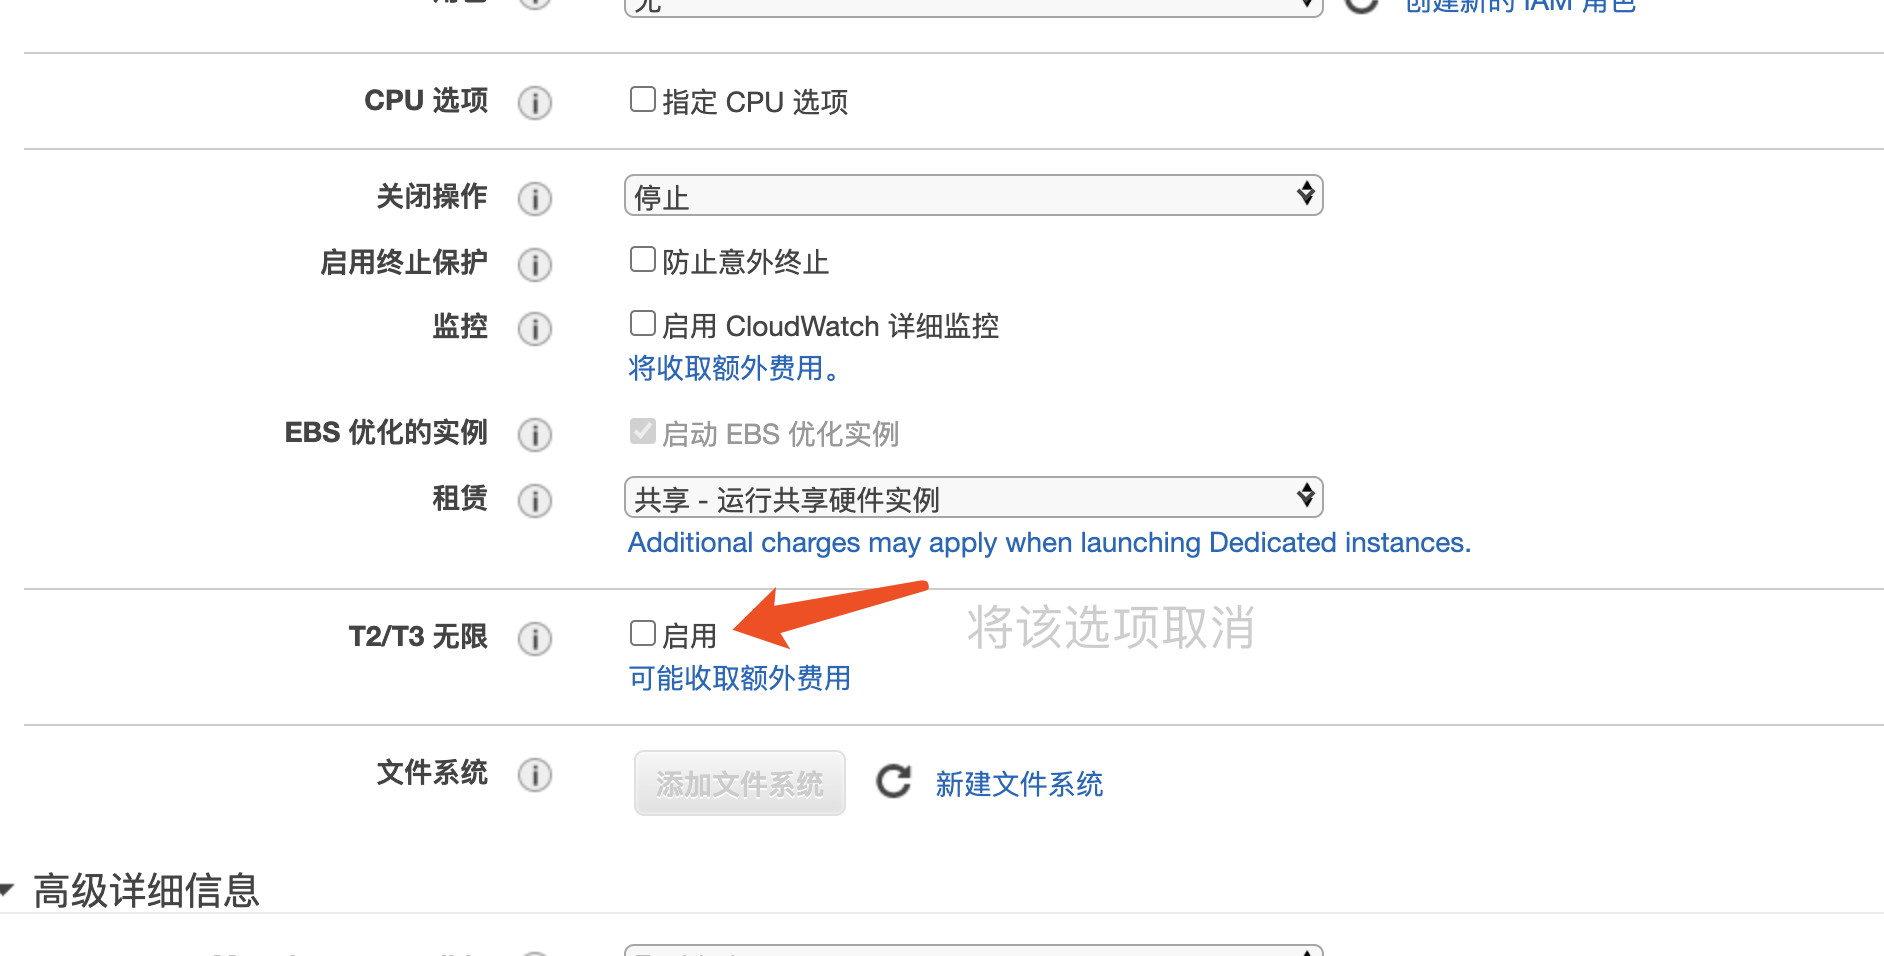 角色 无 创建新的 IAM 角色
CPU 选项 指定 CPU 选项
关闭操作 停止
启用终止保护 防止意外终止
监控 启用 CloudWatch 详细监控
将收取额外费用。
EBS 优化的实例 启动 EBS 优化实例
租赁 共享 - 运行共享硬件实例
Additional charges may apply when launching Dedicated instances.
T2/T3 无限 启用 将该选项取消
可能收取额外费用
文件系统 添加文件系统 新建文件系统
高级详细信息